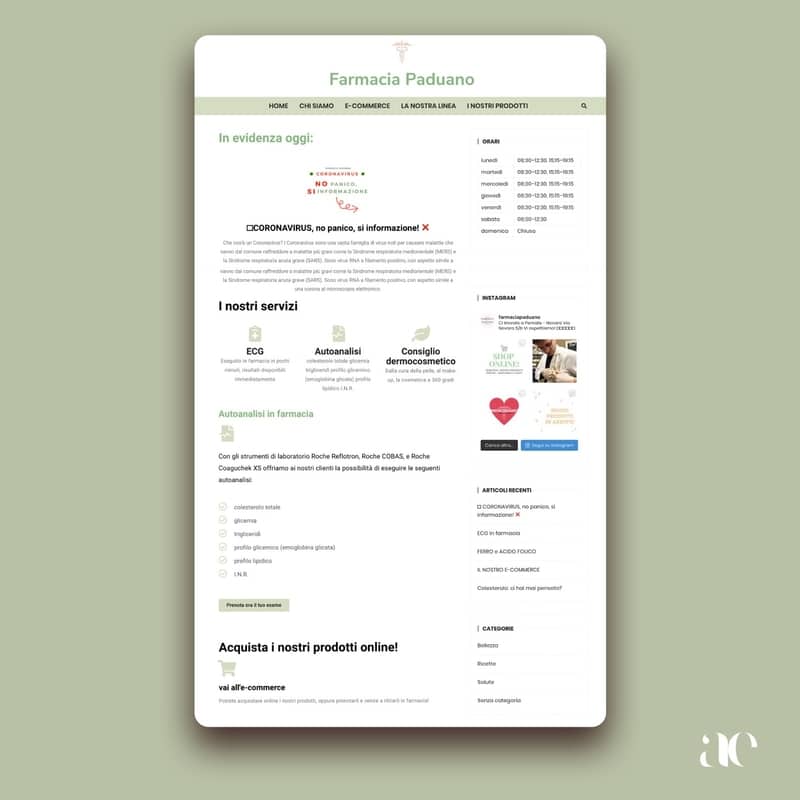 Farmacia Paduano
HOME CHI SIAMO E-COMMERCE LA NOSTRA LINEA I NOSTRI PRODOTTI
In evidenza oggi:
CORONAVIRUS
NO PANICO,
SI INFORMAZIONE
CORONAVIRUS, no panico, si informazione! ❌
Che cos'è un Coronavirus? I Coronavirus sono una vasta famiglia di virus noti per causare malattie che
vanno dal comune raffreddore a malattie più gravi come la Sindrome respiratoria mediorientale (MERS) e
la Sindrome respiratoria acuta grave (SARS). Sono virus RNA a filamento positivo, con aspetto simile a
vanno dal comune raffreddore a malattie più gravi come la Sindrome respiratoria mediorientale (MERS) e
la Sindrome respiratoria acuta grave (SARS). Sono virus RNA a filamento positivo, con aspetto simile a
una corona al microscopio elettronico.
I nostri servizi
ECG
Eseguito in farmacia in pochi
minuti, risultati disponibili
immediatamente
Autoanalisi
colesterolo totale glicemia
trigliceridi profilo glicemico
(emoglobina glicata) profilo
lipidico I.N.R.
Consiglio
dermocosmetico
Dalla cura della pelle, al make-
up, la cosmetica a 360 gradi
Autoanalisi in farmacia
Con gli strumenti di laboratorio Roche Reflotron, Roche COBAS, e Roche
Coaguchek XS offriamo ai nostri clienti la possibilità di eseguire le seguenti
autoanalisi:
colesterolo totale
glicemia
trigliceridi
profilo glicemico (emoglobina glicata)
profilo lipidico
I.N.R.
Prenota ora il tuo esame
Acquista i nostri prodotti online!
vai all'e-commerce
Potrete acquistare online i nostri prodotti, oppure prenotarli e venire a ritirarli in farmacia!
ORARI
lunedì 08:30–12:30, 15:15–19:15
martedì 08:30–12:30, 15:15–19:15
mercoledì 08:30–12:30, 15:15–19:15
giovedì 08:30–12:30, 15:15–19:15
venerdì 08:30–12:30, 15:15–19:15
sabato 08:30–12:30
domenica Chiuso
INSTAGRAM
farmaciapaduano
Ci trovate a Pernate - Novara Via
Novara 5/b Vi aspettiamo!
SHOP
ONLINE!
Carica altro...
Segui su Instagram
ARTICOLI RECENTI
CORONAVIRUS, no panico, si
informazione! ❌
ECG in farmacia
FERRO e ACIDO FOLICO
IL NOSTRO E-COMMERCE
Colesterolo: ci hai mai pensato?
CATEGORIE
Bellezza
Ricette
Salute
Senza categoria
ae